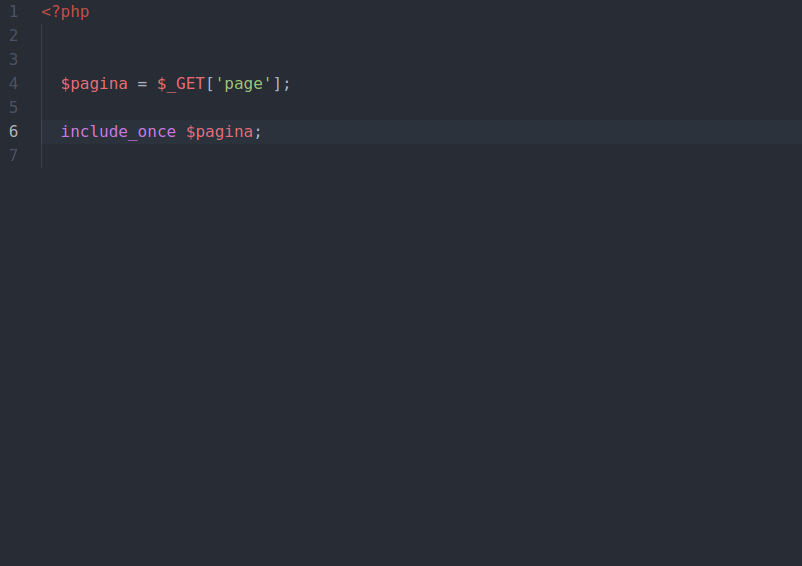 1 <?php
2
3
4 $pagina = $_GET['page'];
5
6 include_once $pagina;
7